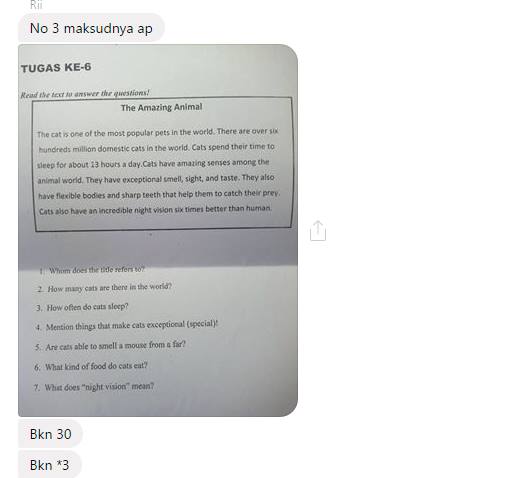 Rii
No 3 maksudnya ap
TUGAS KE-6
Read the text to answer the questions!
The Amazing Animal
The cat is one of the most popular pets in the world. There are over six
hundreds million domestic cats in the world. Cats spend their time to
sleep for about 13 hours a day.Cats have amazing senses among the
animal world. They have exceptional smell, sight, and taste. They also
have flexible bodies and sharp teeth that help them to catch their prey.
Cats also have an incredible night vision six times better than human.
1. Whom does the title refers to?
2. How many cats are there in the world?
3. How often do cats sleep?
4. Mention things that make cats exceptional (special)!
5. Are cats able to smell a mouse from a far?
6. What kind of food do cats eat?
7. What does "night vision" mean?
Bkn 30
Bkn *3